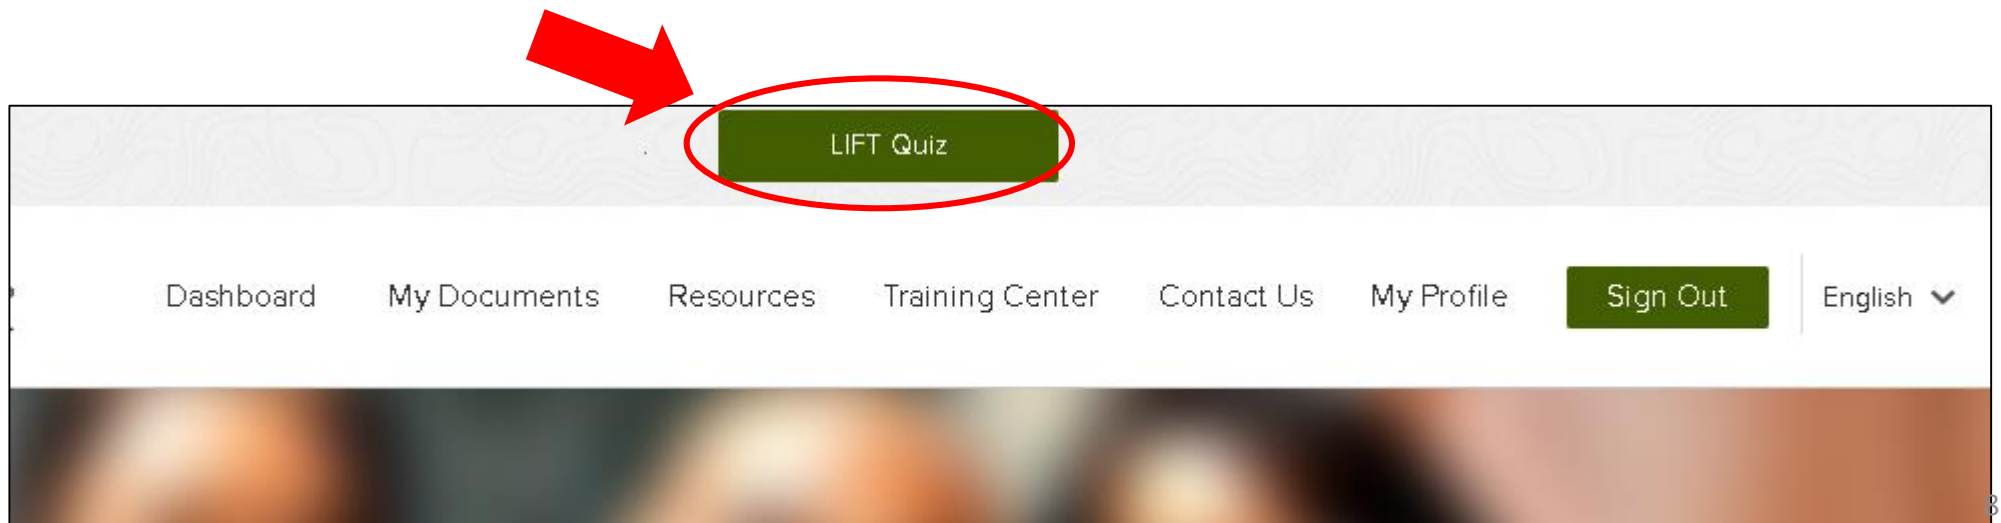 LIFT Quiz
Dashboard My Documents Resources Training Center Contact Us My Profile Sign Out English